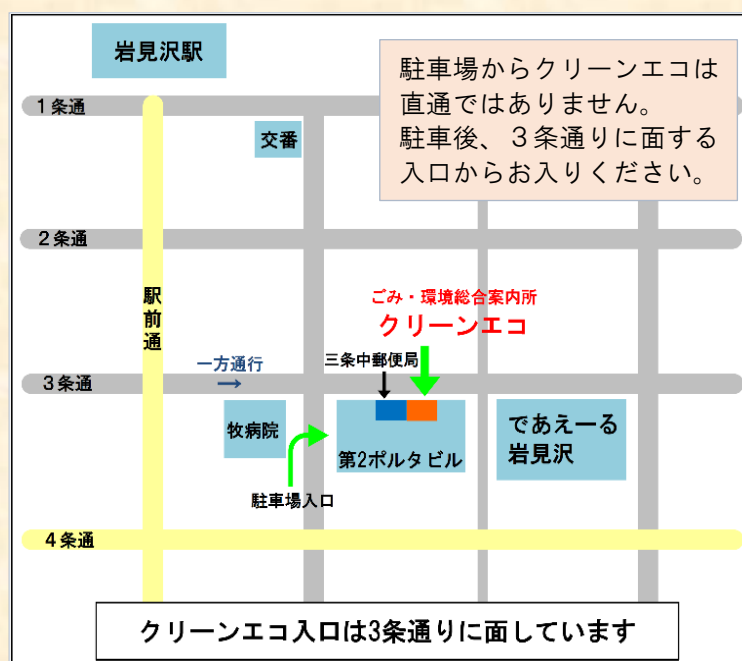 岩見沢駅
駐車場からクリーンエコは
直通ではありません。
駐車後、３条通りに面する
入口からお入りください。
1条通
交番
2条通
駅前通
ごみ・環境総合案内所
クリーンエコ
三条中郵便局
一方通行
→
3条通
牧病院
第2ポルタビル
であえーる
岩見沢
駐車場入口
4条通
クリーンエコ入口は3条通りに面しています